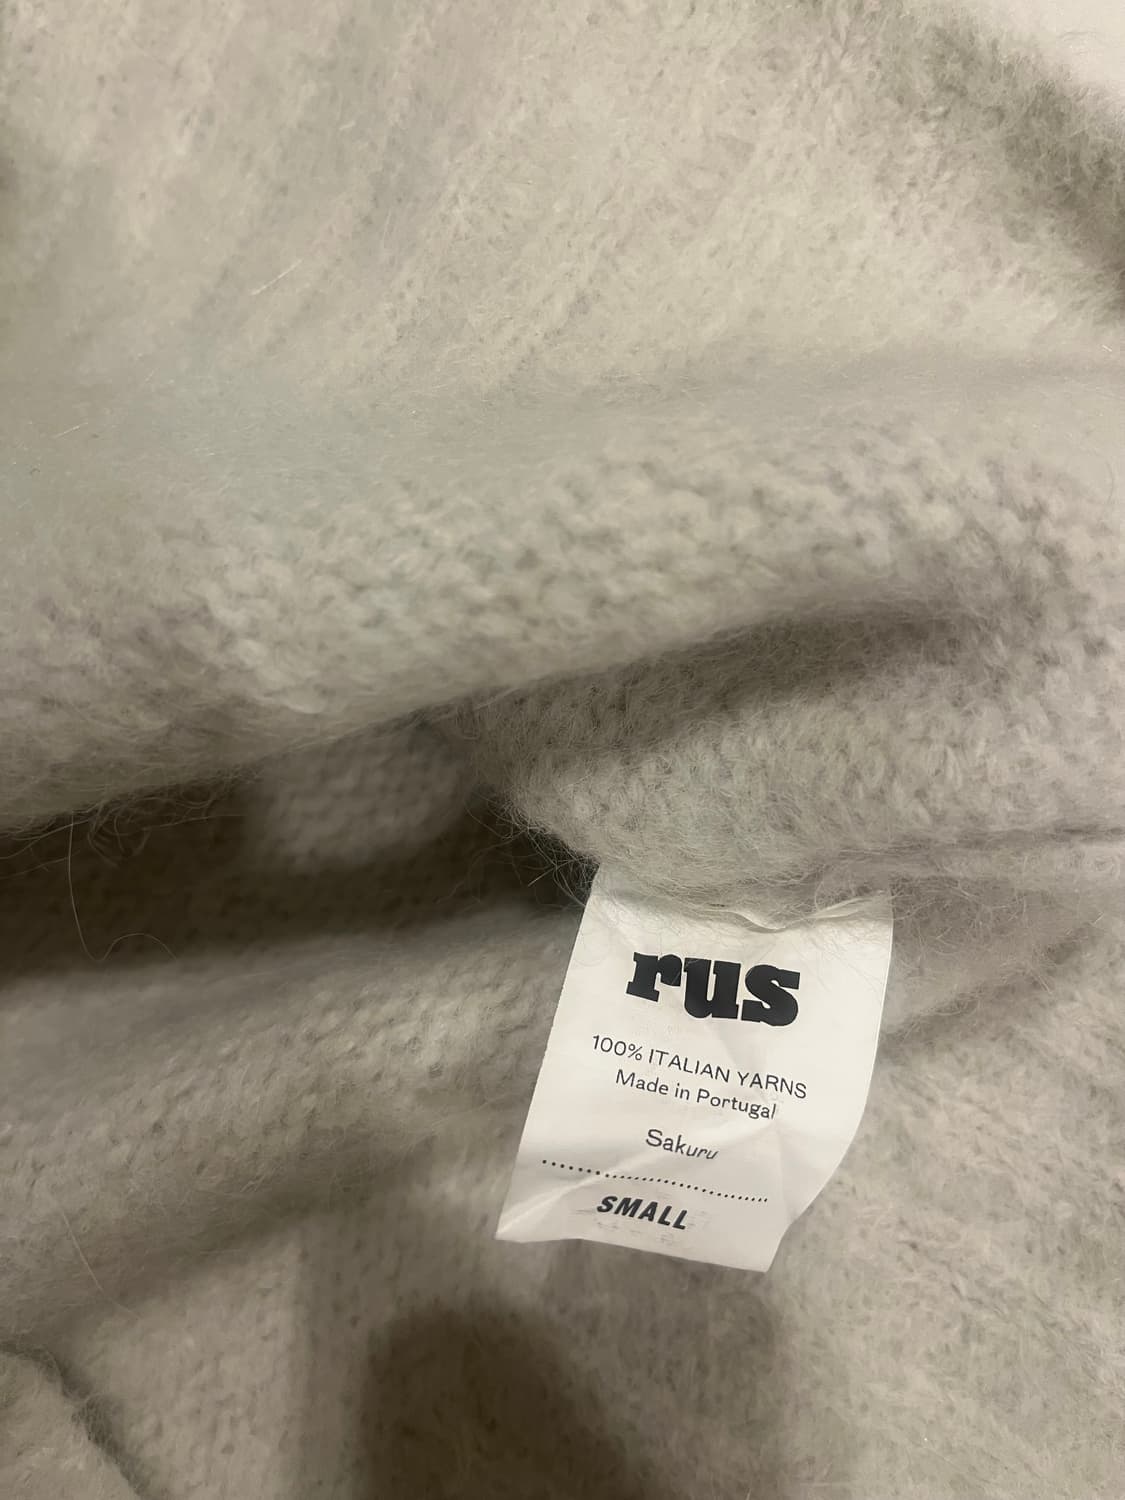 rus
100% ITALIAN YARNS
Made in Portugal
Sakuru
SMALL